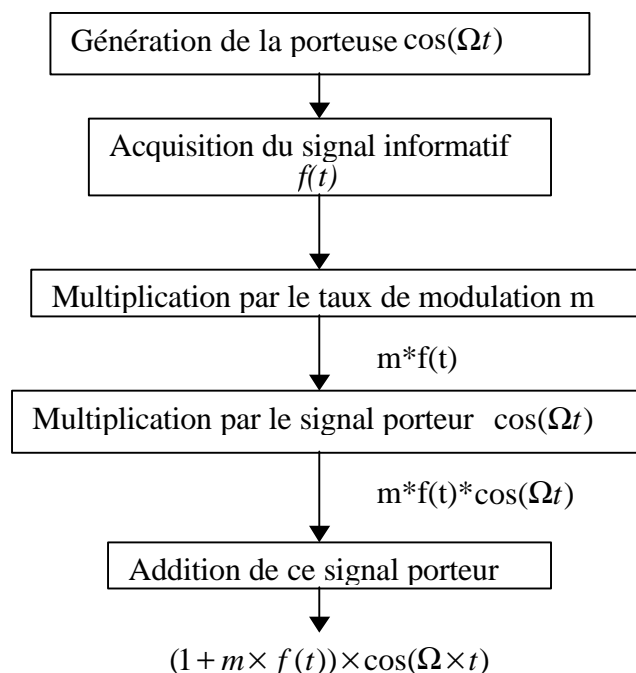 Génération de la porteuse cos(Ωt)
Acquisition du signal informatif
f(t)
Multiplication par le taux de modulation m
m*f(t)
Multiplication par le signal porteur cos(Ωt)
m*f(t)*cos(Ωt)
Addition de ce signal porteur
(1+m× f(t))×cos(Ω×t)